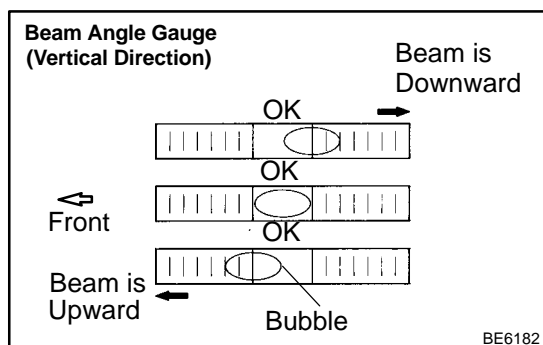 Beam Angle Gauge
(Vertical Direction)
Beam is
Downward
OK
OK
Front
OK
Beam is
Upward
Bubble
BE6182